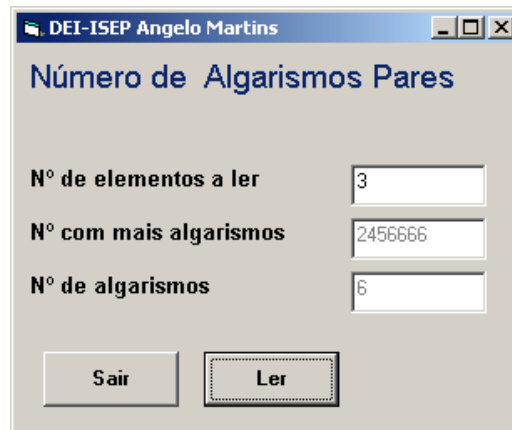 DEI-ISEP Angelo Martins
Número de Algarismos Pares
Nº de elementos a ler 3
Nº com mais algarismos 2456666
Nº de algarismos 6
Sair Ler